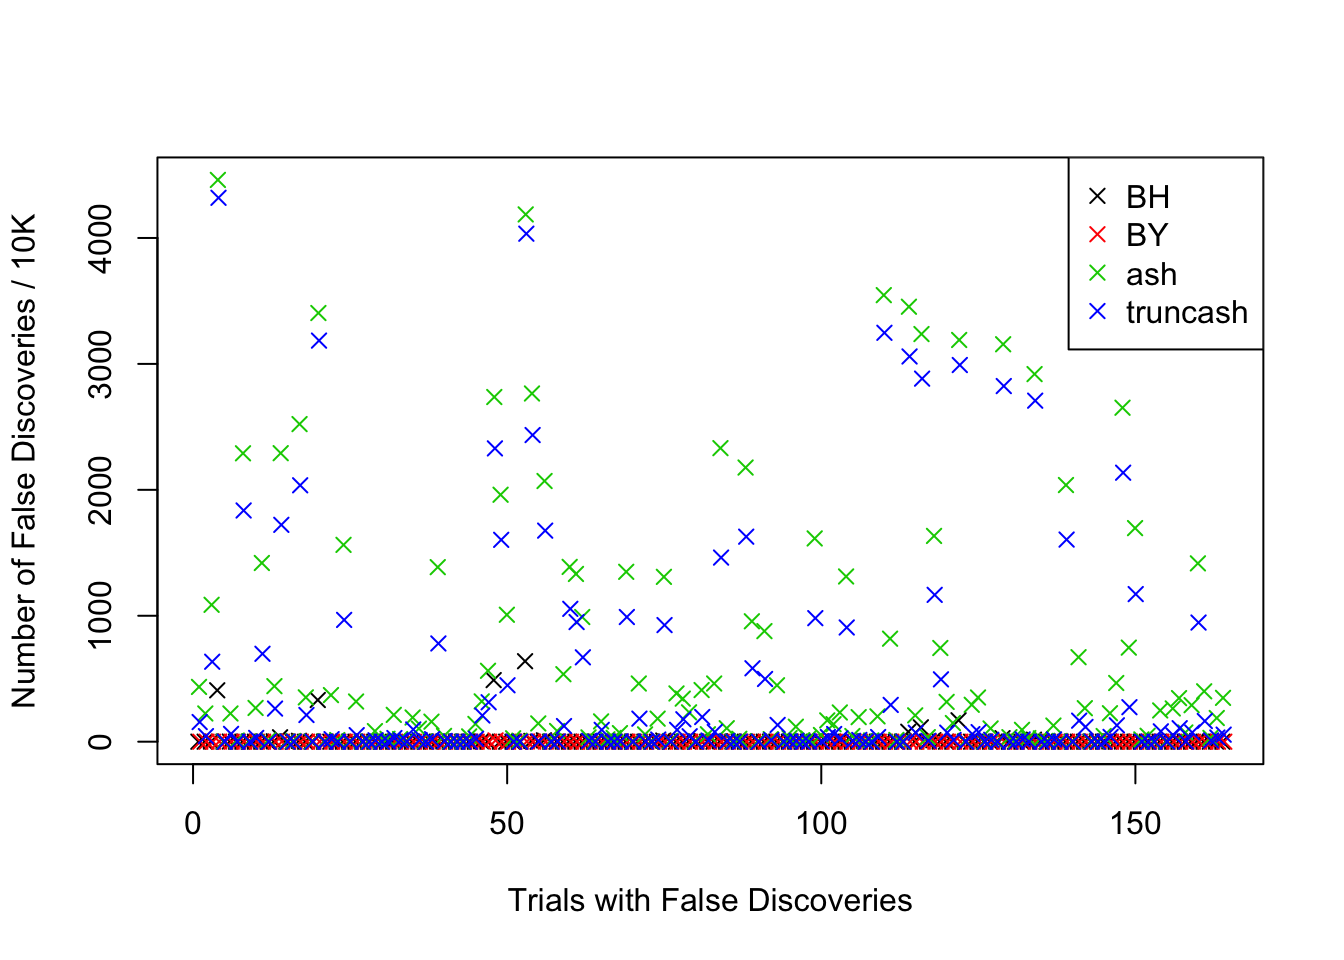 Number of False Discoveries / 10K
4000
3000
2000
1000
0
BH
BY
ash
truncash
0 50 100 150
Trials with False Discoveries